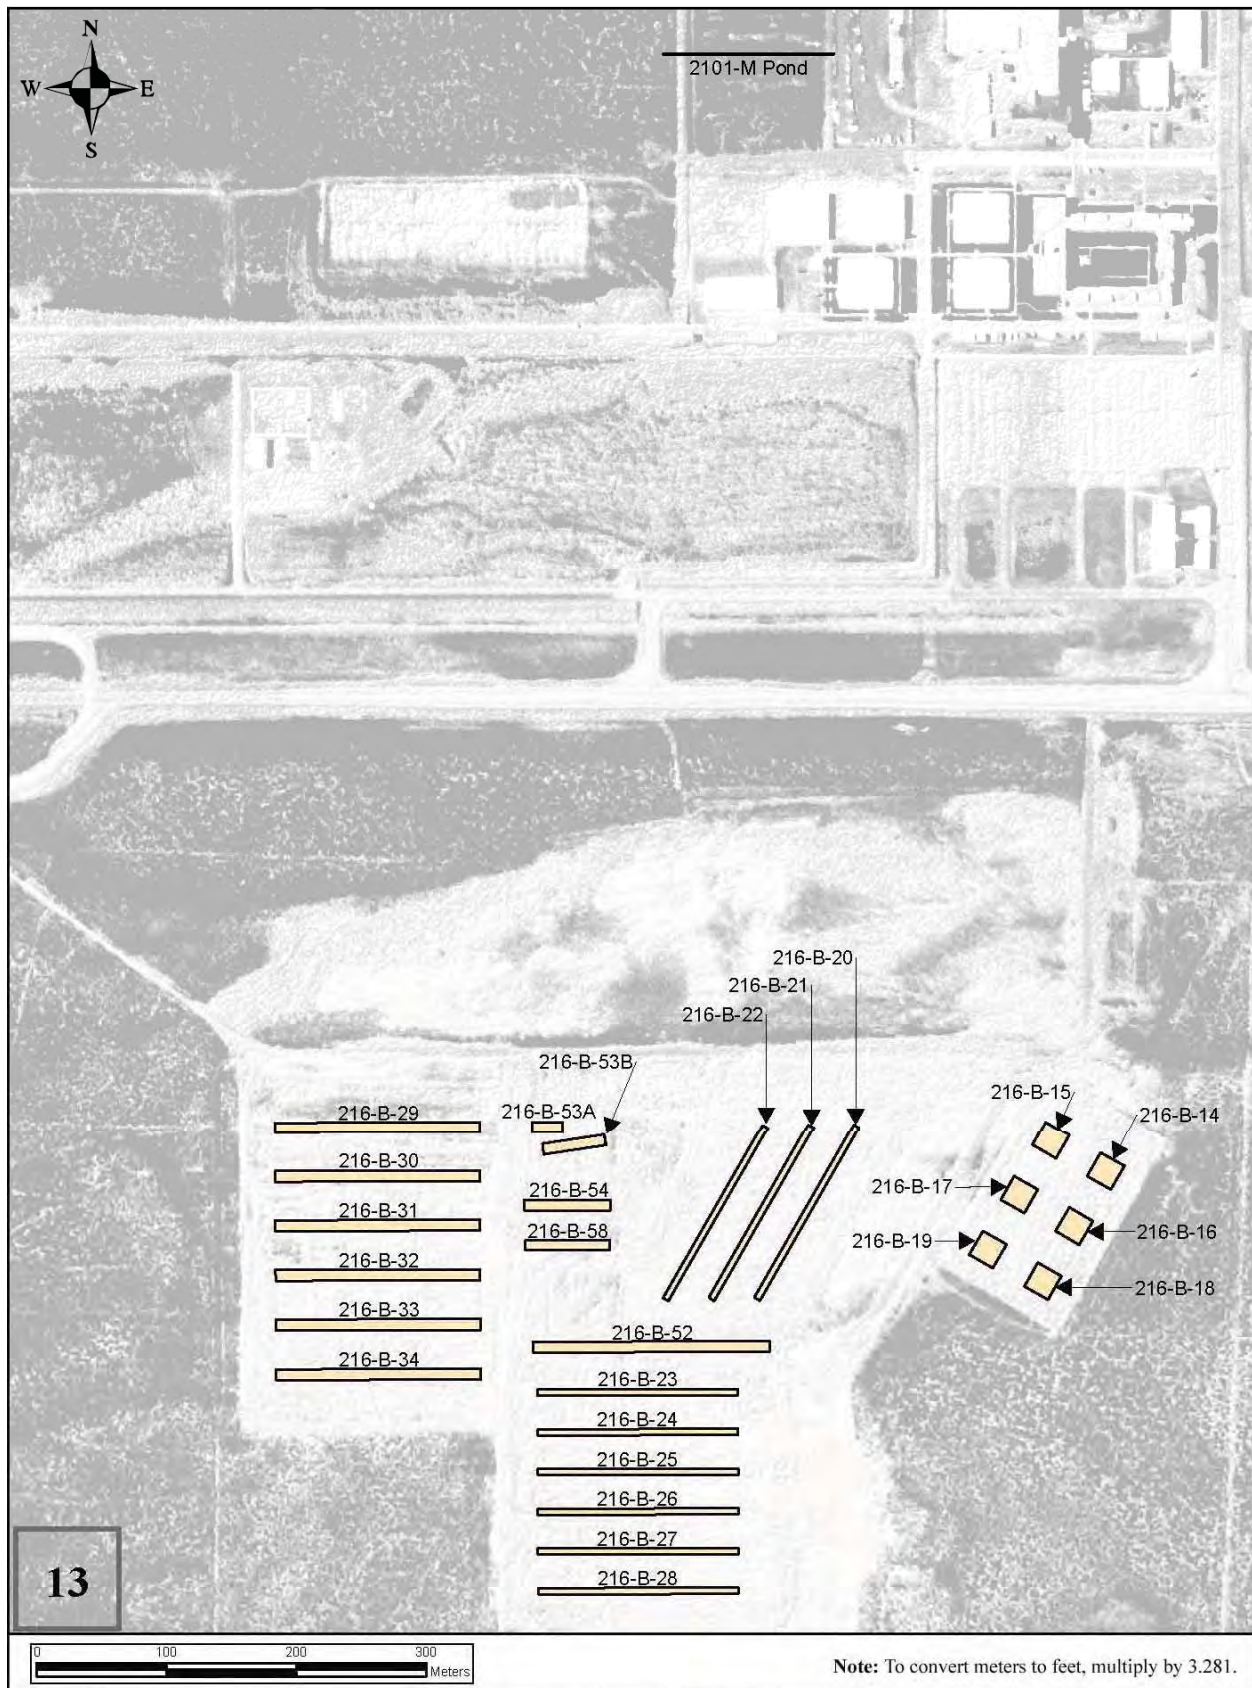 N
2101-M Pond
W E
S
216-B-20
216-B-21
216-B-22
216-B-53B
216-B-15
216-B-29
216-B-53A
216-B-14
216-B-30
216-B-54
216-B-17
216-B-31
216-B-58
216-B-16
216-B-19
216-B-32
216-B-18
216-B-33
216-B-52
216-B-34
216-B-23
216-B-24
216-B-25
216-B-26
216-B-27
13
216-B-28
0 100 200 300
Meters
Note: To convert meters to feet, multiply by 3.281.